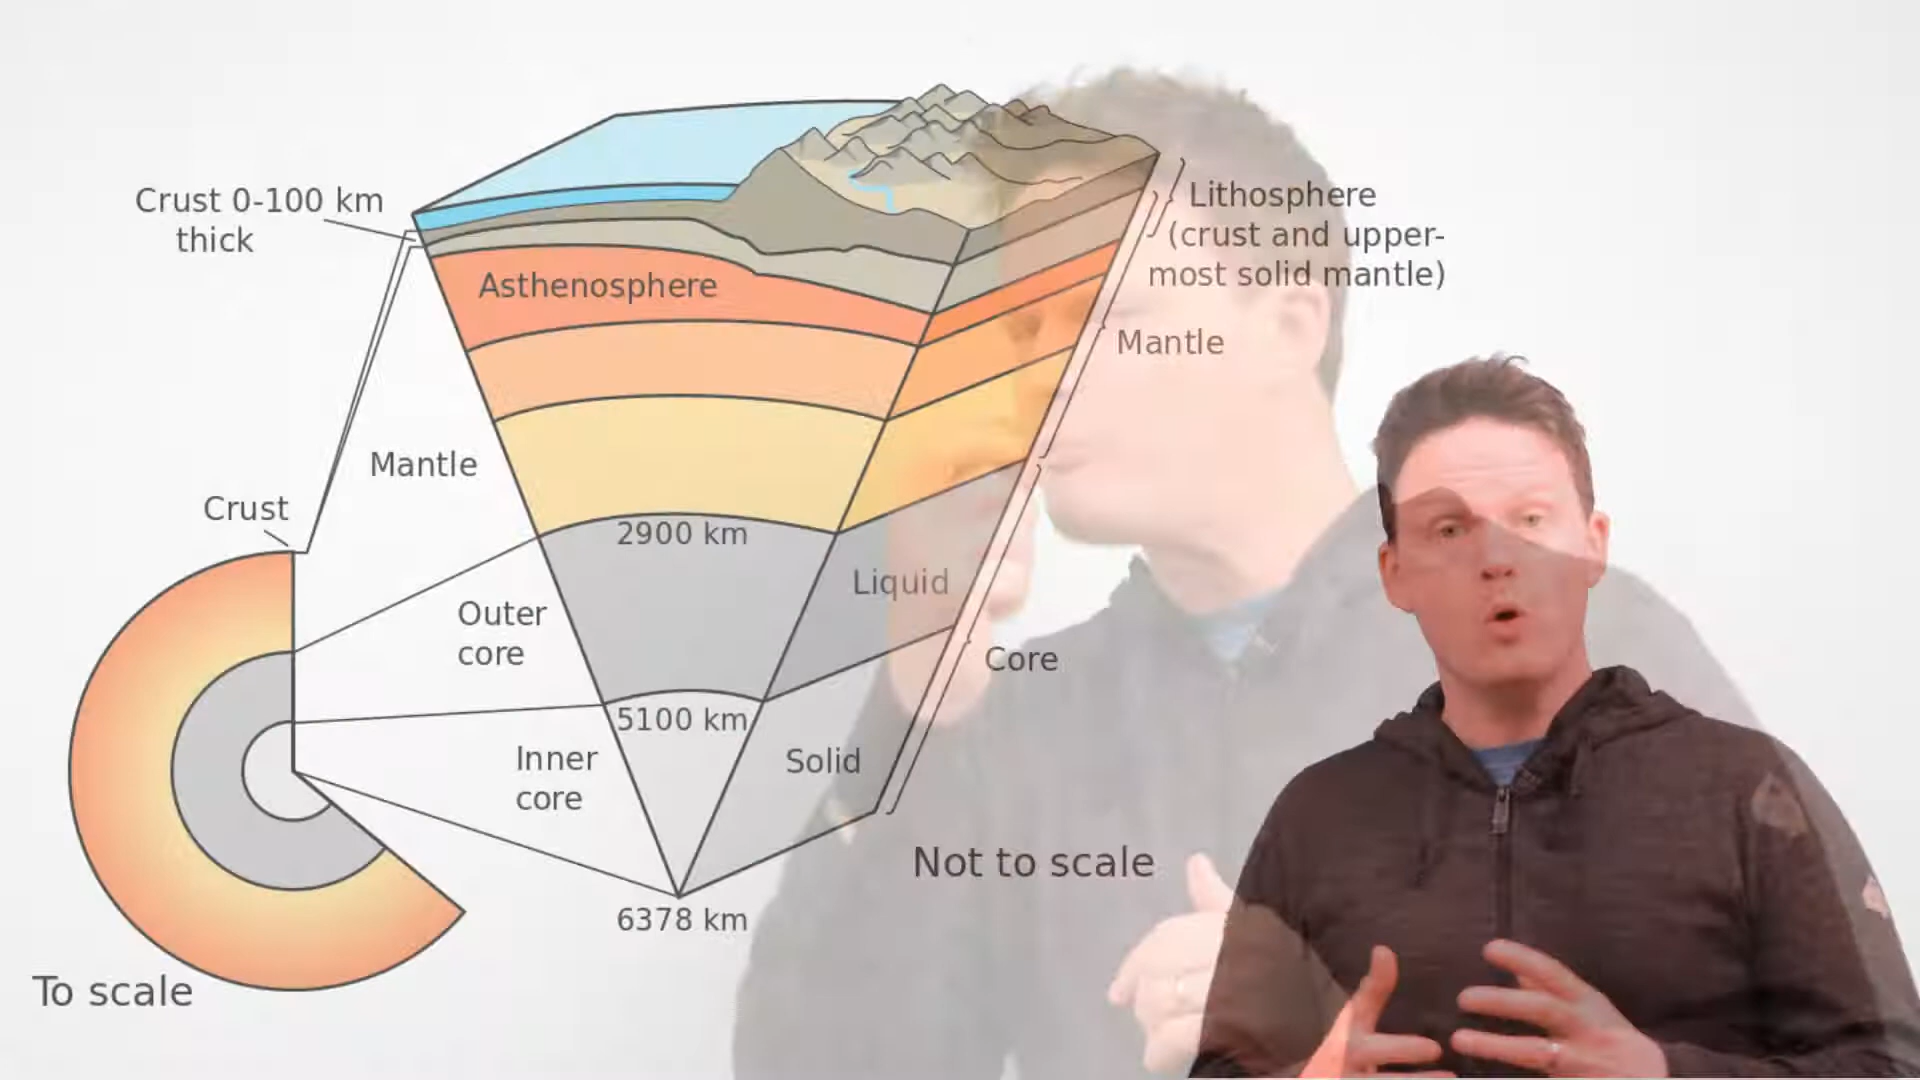 Crust 0-100 km
thick
Lithosphere
(crust and upper-
most solid mantle)
Asthenosphere
Mantle
Mantle
Crust
2900 km
Liquid
Outer
core
Core
5100 km
Inner
core
Solid
Not to scale
6378 km
To scale